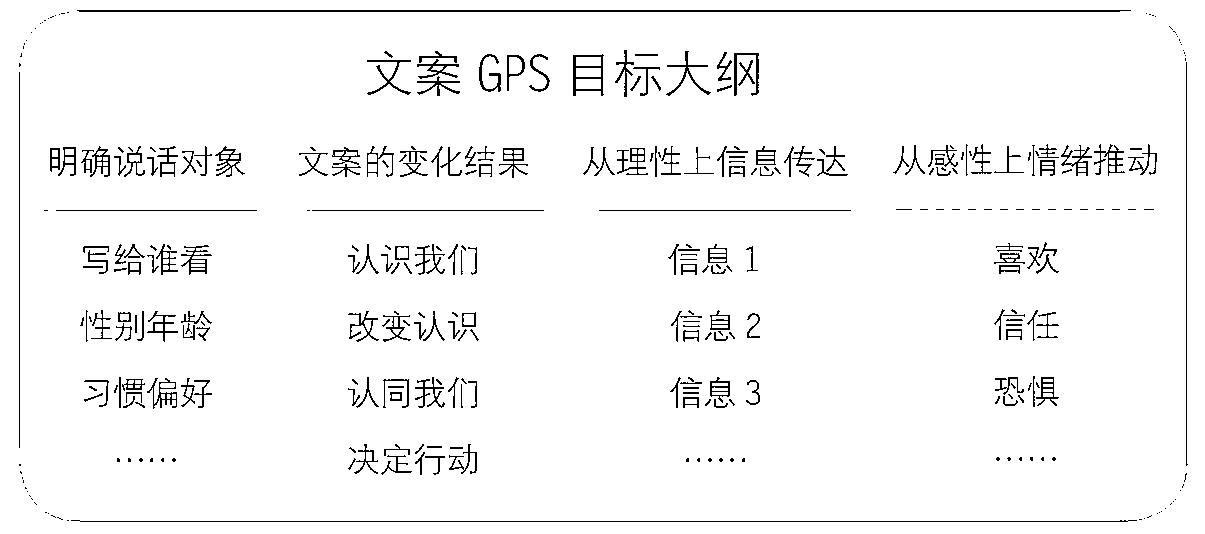 文案 GPS 目标大纲
明确说话对象 文案的变化结果 从理性上信息传达 从感性上情绪推动
写给谁看 认识我们 信息 1 喜欢
性别年龄 改变认识 信息 2 信任
习惯偏好 认同我们 信息 3 恐惧
…… 决定行动 …… ……